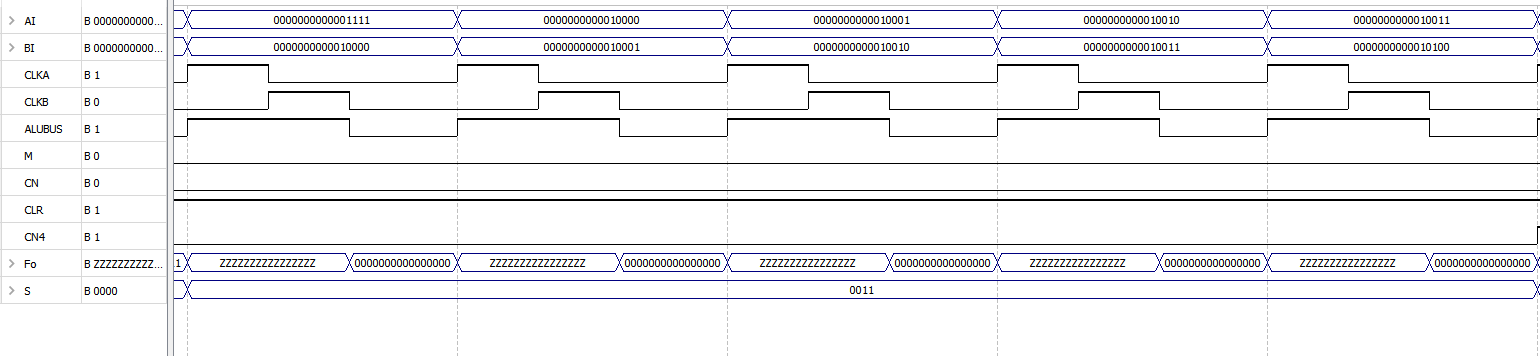 AI B 0000000000... 0000000000001111 0000000000010000 0000000000010001 0000000000010010 0000000000010011
BI B 0000000000... 0000000000010000 0000000000010001 0000000000010010 0000000000010011 0000000000010100
CLKA B 1
CLKB B 0
ALUBUS B 1
M B 0
CN B 0
CLR B 1
CN4 B 1
Fo B ZZZZZZZZZZ... 1 ZZZZZZZZZZZZZZZZ 0000000000000000 ZZZZZZZZZZZZZZZZ 0000000000000000 ZZZZZZZZZZZZZZZZ 0000000000000000 ZZZZZZZZZZZZZZZZ 0000000000000000 ZZZZZZZZZZZZZZZZ 0000000000000000
S B 0000 0011